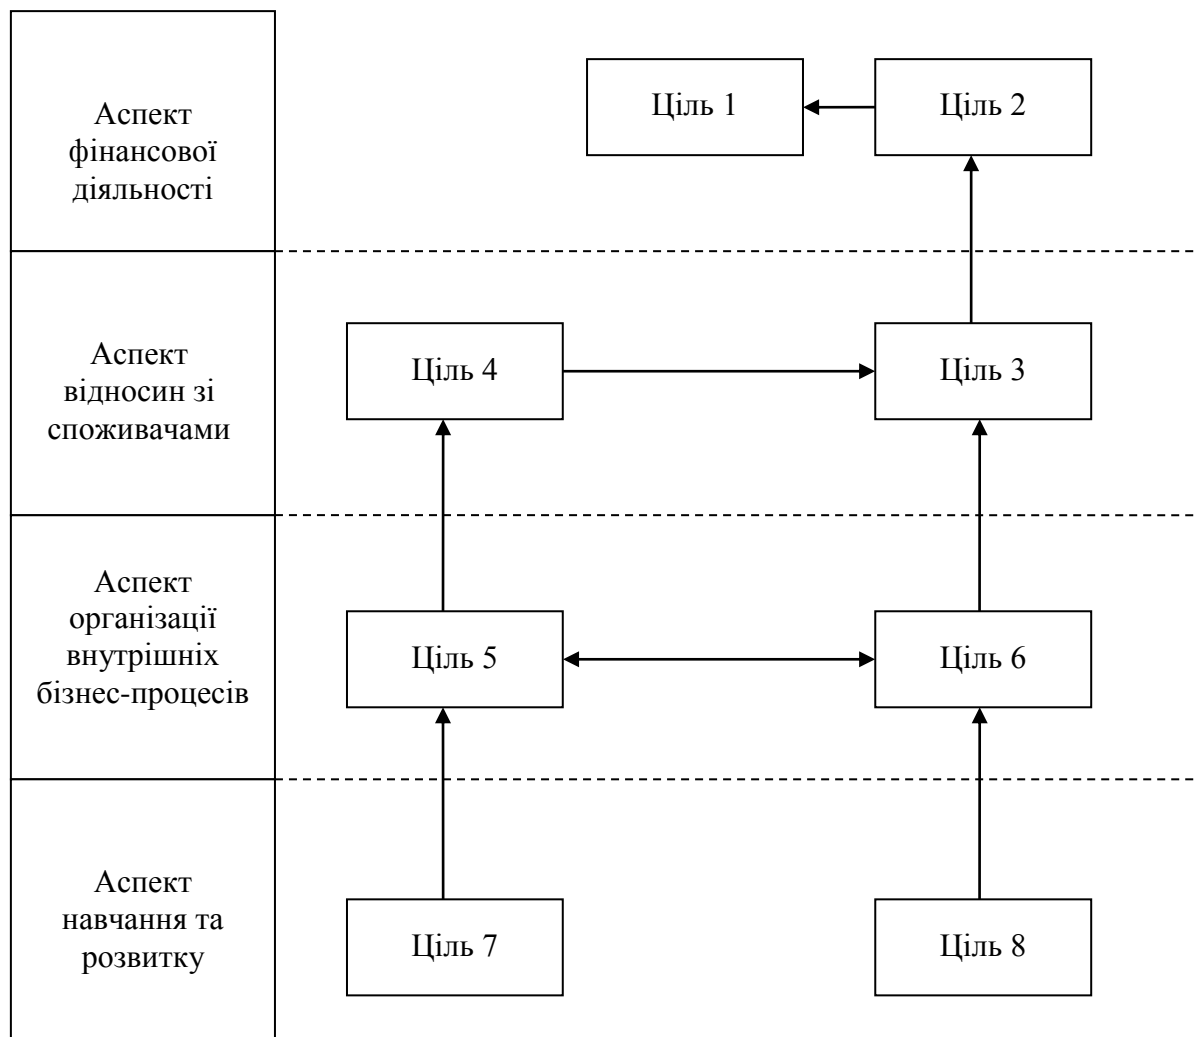 Аспект
фінансової
діяльності
Ціль 1
Ціль 2
Аспект
відносин зі
споживачами
Ціль 4
Ціль 3
Аспект
організації
внутрішніх
бізнес-процесів
Ціль 5
Ціль 6
Аспект
навчання та
розвитку
Ціль 7
Ціль 8